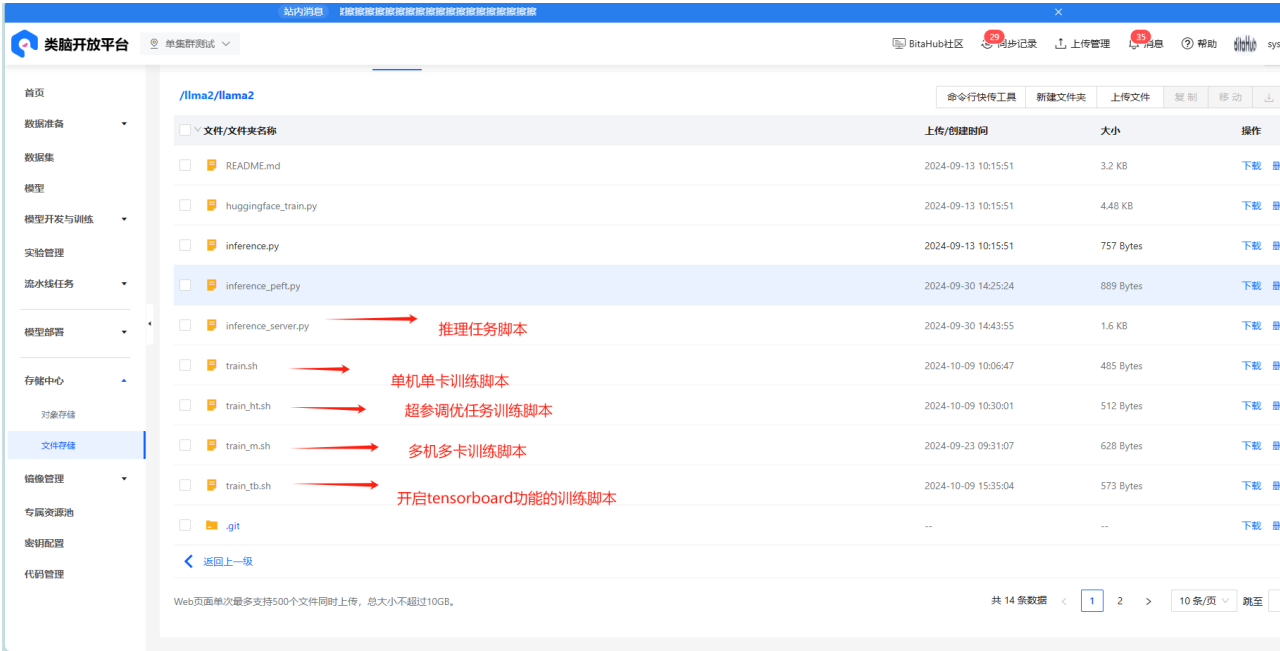 站内消息
类脑开放平台 单集群测试 BitaHub社区 29 同步记录 上传管理 35 消息 帮助 BitaHub sys
首页
数据准备
数据集
模型
模型开发与训练
实验管理
流水线任务
模型部署
存储中心
对象存储
文件存储
镜像管理
专属资源池
密钥配置
代码管理
/llma2/llama2
命令行快传工具 新建文件夹 上传文件 复制 移动
文件/文件夹名称 上传/创建时间 大小 操作
README.md 2024-09-13 10:15:51 3.2 KB 下载
huggingface_train.py 2024-09-13 10:15:51 4.48 KB 下载
inference.py 2024-09-13 10:15:51 757 Bytes 下载
inference_peft.py 2024-09-30 14:25:24 889 Bytes 下载
inference_server.py 推理任务脚本 2024-09-30 14:43:55 1.6 KB 下载
train.sh 单机单卡训练脚本 2024-10-09 10:06:47 485 Bytes 下载
train_ht.sh 超参调优任务训练脚本 2024-10-09 10:30:01 512 Bytes 下载
train_m.sh 多机多卡训练脚本 2024-09-23 09:31:07 628 Bytes 下载
train_tb.sh 开启tensorboard功能的训练脚本 2024-10-09 15:35:04 573 Bytes 下载
.git -- -- 下载
返回上一级
Web页面单次最多支持500个文件同时上传，总大小不超过10GB。
共 14 条数据 1 2 10 条/页 跳至